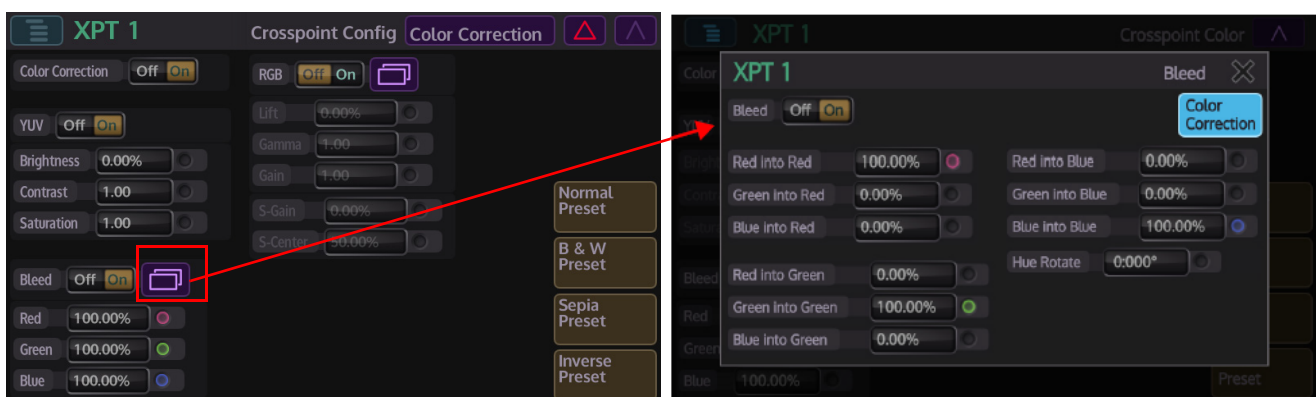 XPT 1
Crosspoint Config
Color Correction
Color Correction Off On
RGB Off On
Lift 0.00%
YUV Off On
Gamma 1.00
Brightness 0.00%
Gain 1.00
Contrast 1.00
S-Gain 0.00%
Saturation 1.00
S-Center 50.00%
Normal
Preset
B & W
Preset
Bleed Off On
Sepia
Preset
Red 100.00%
Green 100.00%
Inverse
Preset
Blue 100.00%
XPT 1
Crosspoint Color
Color
XPT 1
Bleed
Bleed Off On
Color
Correction
YUV
Red into Red 100.00%
Red into Blue 0.00%
Green into Red 0.00%
Green into Blue 0.00%
Blue into Red 0.00%
Blue into Blue 100.00%
Hue Rotate 0:000°
Bleed
Red into Green 0.00%
Green into Green 100.00%
Red
Blue into Green 0.00%
Green
Blue 100.00%
Preset